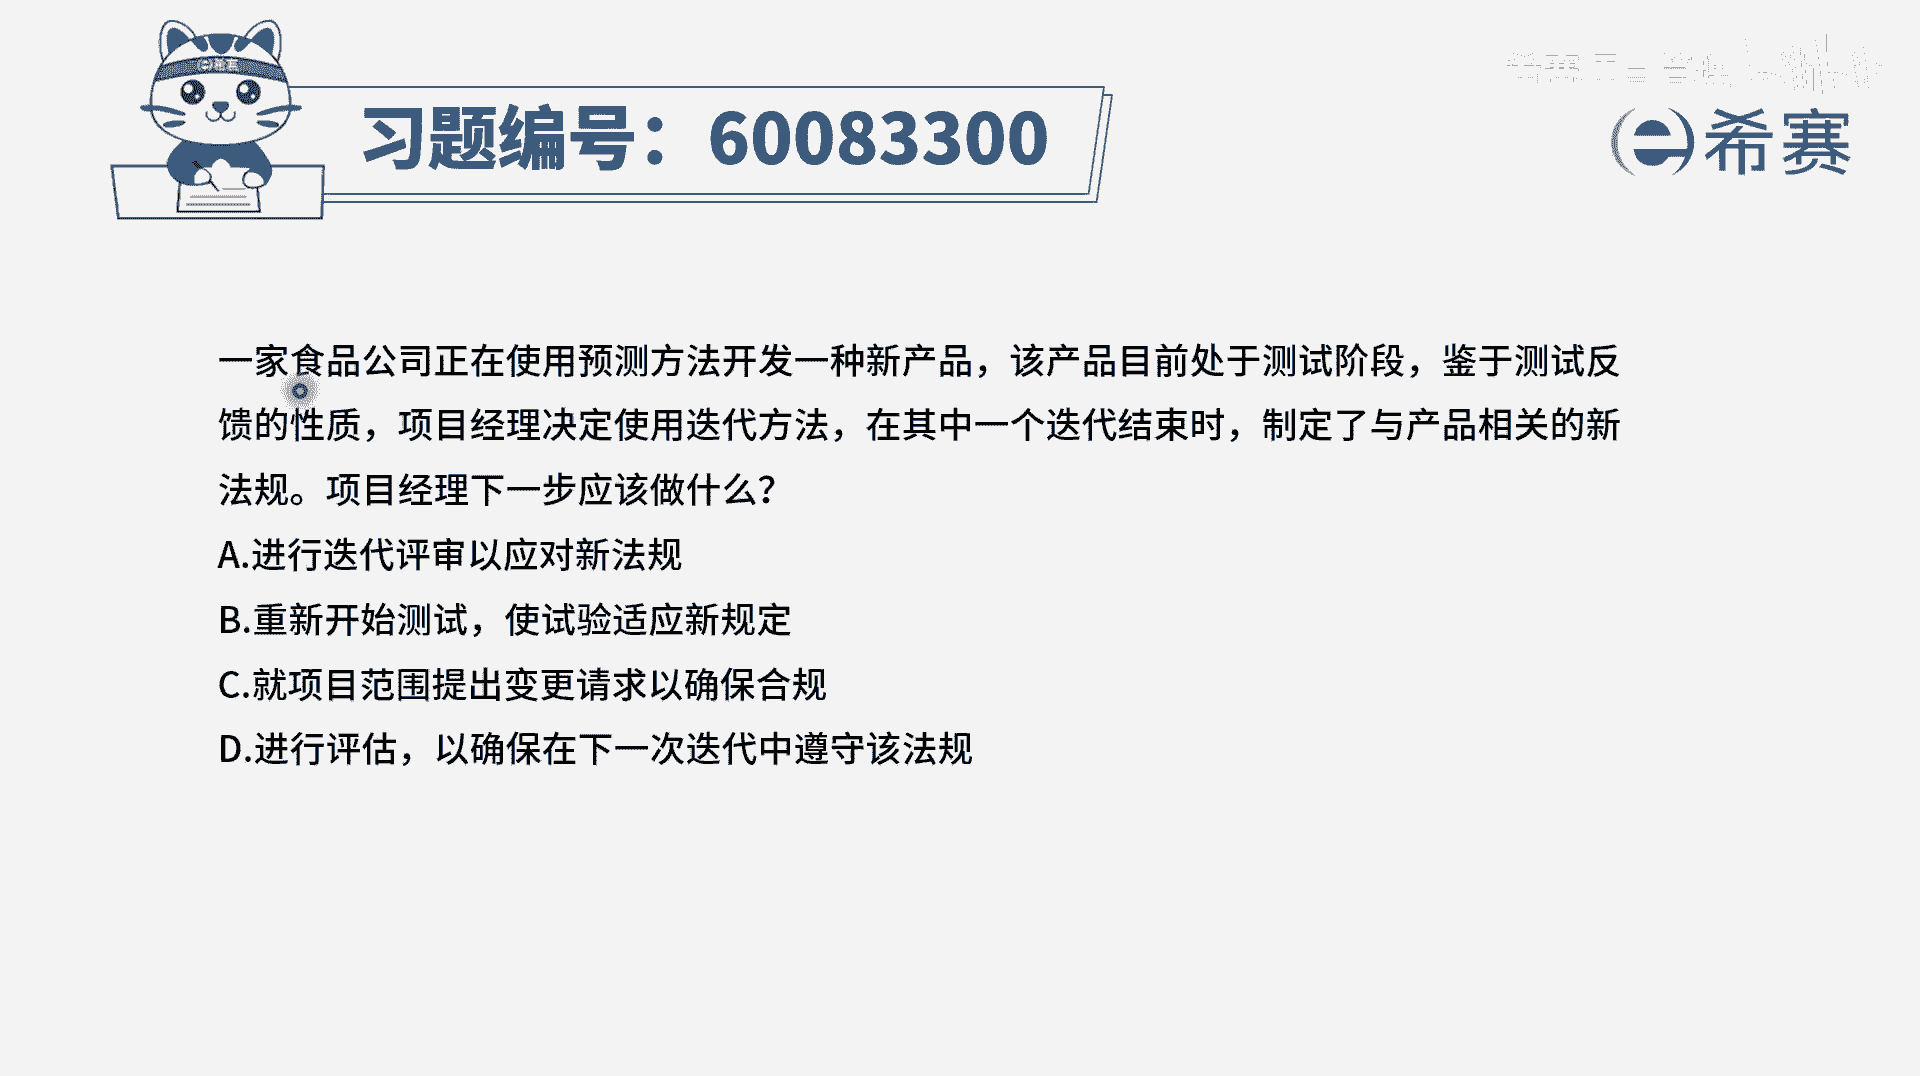 习题编号：60083300
希赛
一家食品公司正在使用预测方法开发一种新产品，该产品目前处于测试阶段，鉴于测试反
馈的性质，项目经理决定使用迭代方法，在其中一个迭代结束时，制定了与产品相关的新
法规。项目经理下一步应该做什么？
A.进行迭代评审以应对新法规
B.重新开始测试，使试验适应新规定
C.就项目范围提出变更请求以确保合规
D.进行评估，以确保在下一次迭代中遵守该法规